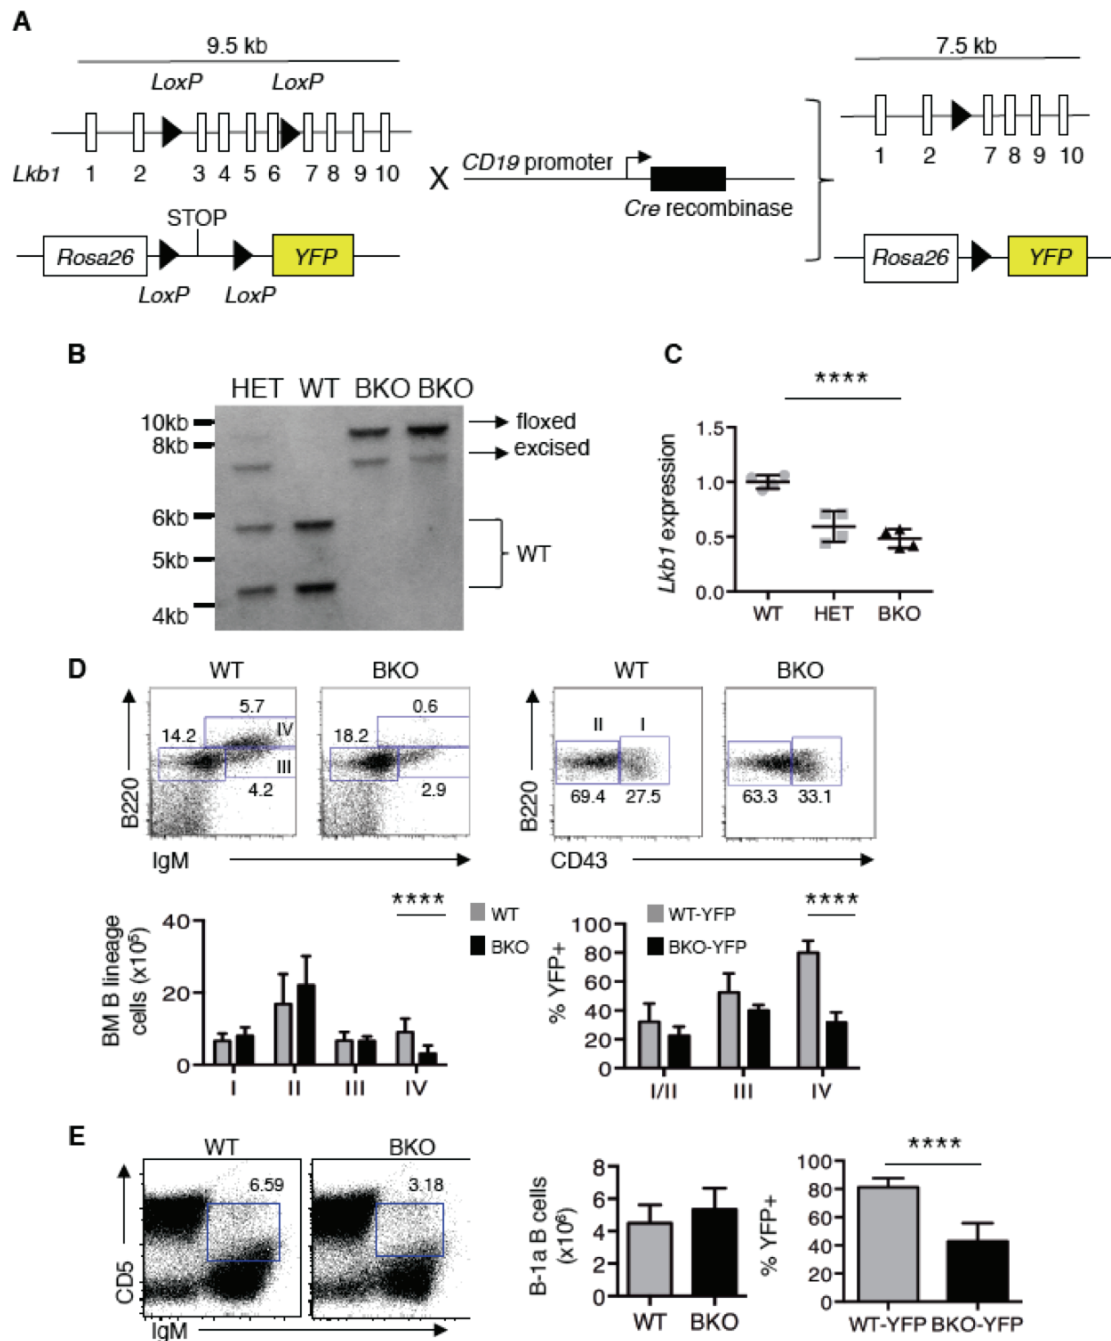 A
9.5 kb
7.5 kb
LoxP LoxP
Lkb1 1 2 3 4 5 6 7 8 9 10
X
CD19 promoter
Cre recombinase
1 2 7 8 9 10
STOP
Rosa26 YFP
LoxP LoxP
Rosa26 YFP
B
HET WT BKO BKO
10kb
8kb
6kb
5kb
4kb
floxed
excised
WT
C
****
1.5
1.0
0.5
0.0
Lkb1 expression
WT HET BKO
D
WT BKO
5.7 0.6
14.2 IV 18.2
III
4.2 2.9
B220
IgM
WT BKO
II I
69.4 27.5 63.3 33.1
B220
CD43
****
WT
BKO
40
20
0
BM B lineage
cells (x10⁵)
I II III IV
****
WT-YFP
BKO-YFP
100
80
60
40
20
0
% YFP+
I/II III IV
E
WT BKO
6.59 3.18
CD5
IgM
8
6
4
2
0
B-1a B cells
(x10⁶)
WT BKO
****
100
80
60
40
20
0
% YFP+
WT-YFP BKO-YFP